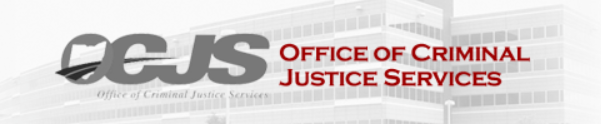 OCJS
Office of Criminal Justice Services
OFFICE OF CRIMINAL
JUSTICE SERVICES